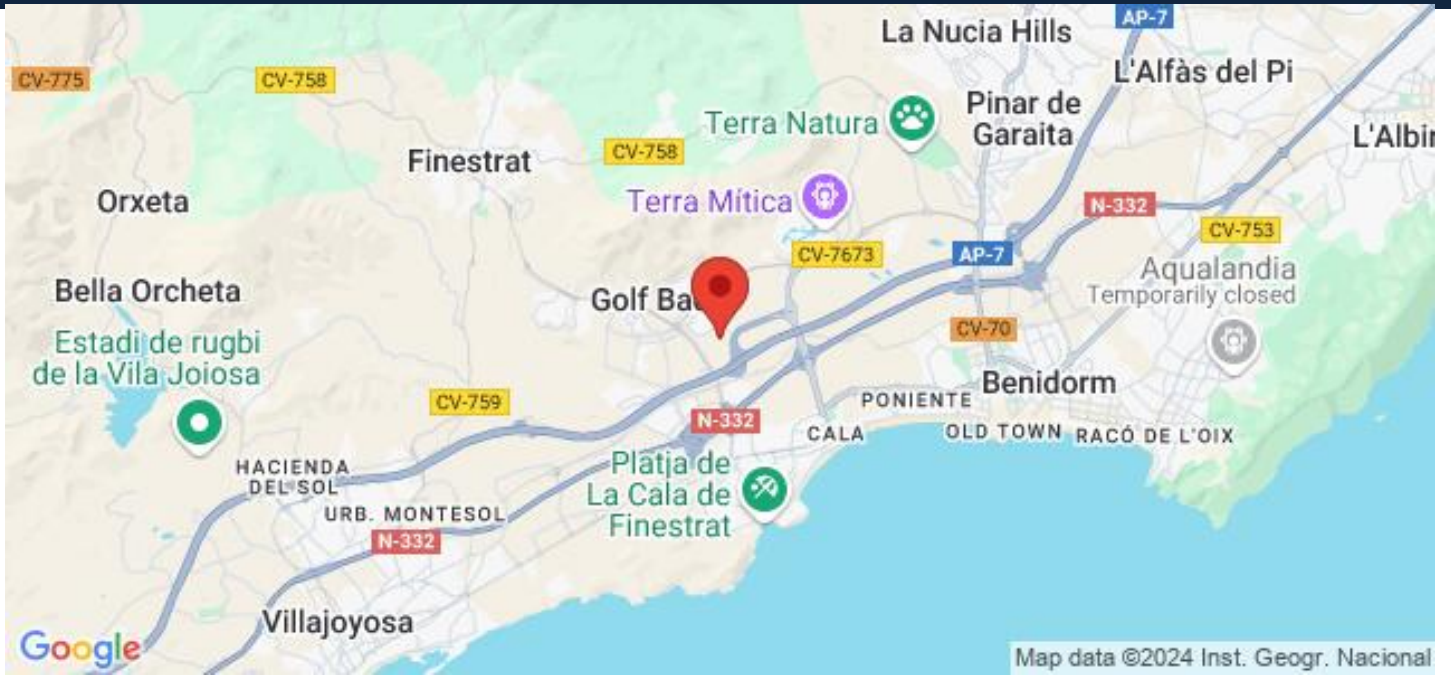 AP-7
La Nucia Hills
CV-775
CV-758
L'Alfàs del Pi
Pinar de
Garaita
Terra Natura
L'Albir
CV-758
Finestrat
Orxeta
Terra Mítica
N-332
CV-753
CV-7673
AP-7
Aqualandia
Temporarily closed
Bella Orcheta
Golf Ba
CV-70
Estadi de rugbi
de la Vila Joiosa
Benidorm
CV-759
PONIENTE
N-332
CALA
OLD TOWN
RACÓ DE L'OIX
HACIENDA
DEL SOL
Platja de
La Cala de
Finestrat
URB. MONTESOL
N-332
Villajoyosa
Google
Map data ©2024 Inst. Geogr. Nacional